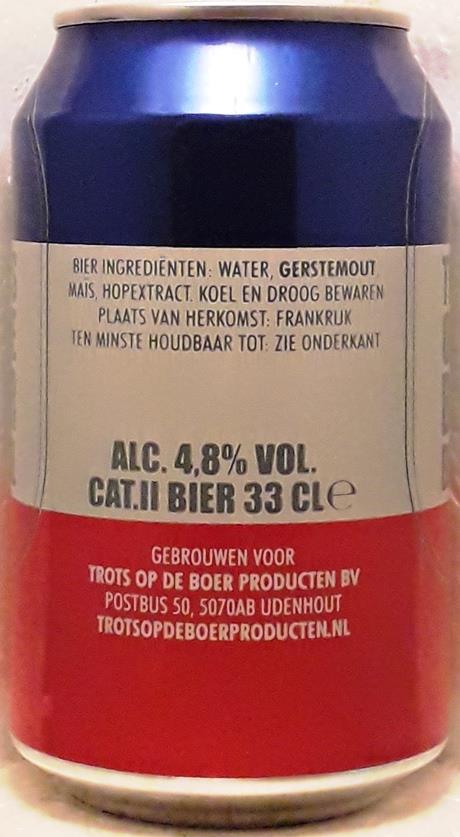 BIER INGREDIËNTEN: WATER, GERSTEMOUT,
MAÏS, HOPEXTRACT. KOEL EN DROOG BEWAREN
PLAATS VAN HERKOMST: FRANKRIJK
TEN MINSTE HOUDBAAR TOT: ZIE ONDERKANT
ALC. 4,8% VOL.
CAT.II BIER 33 CL℮
GEBROUWEN VOOR
TROTS OP DE BOER PRODUCTEN BV
POSTBUS 50, 5070AB UDENHOUT
TROTSOPDEBOERPRODUCTEN.NL